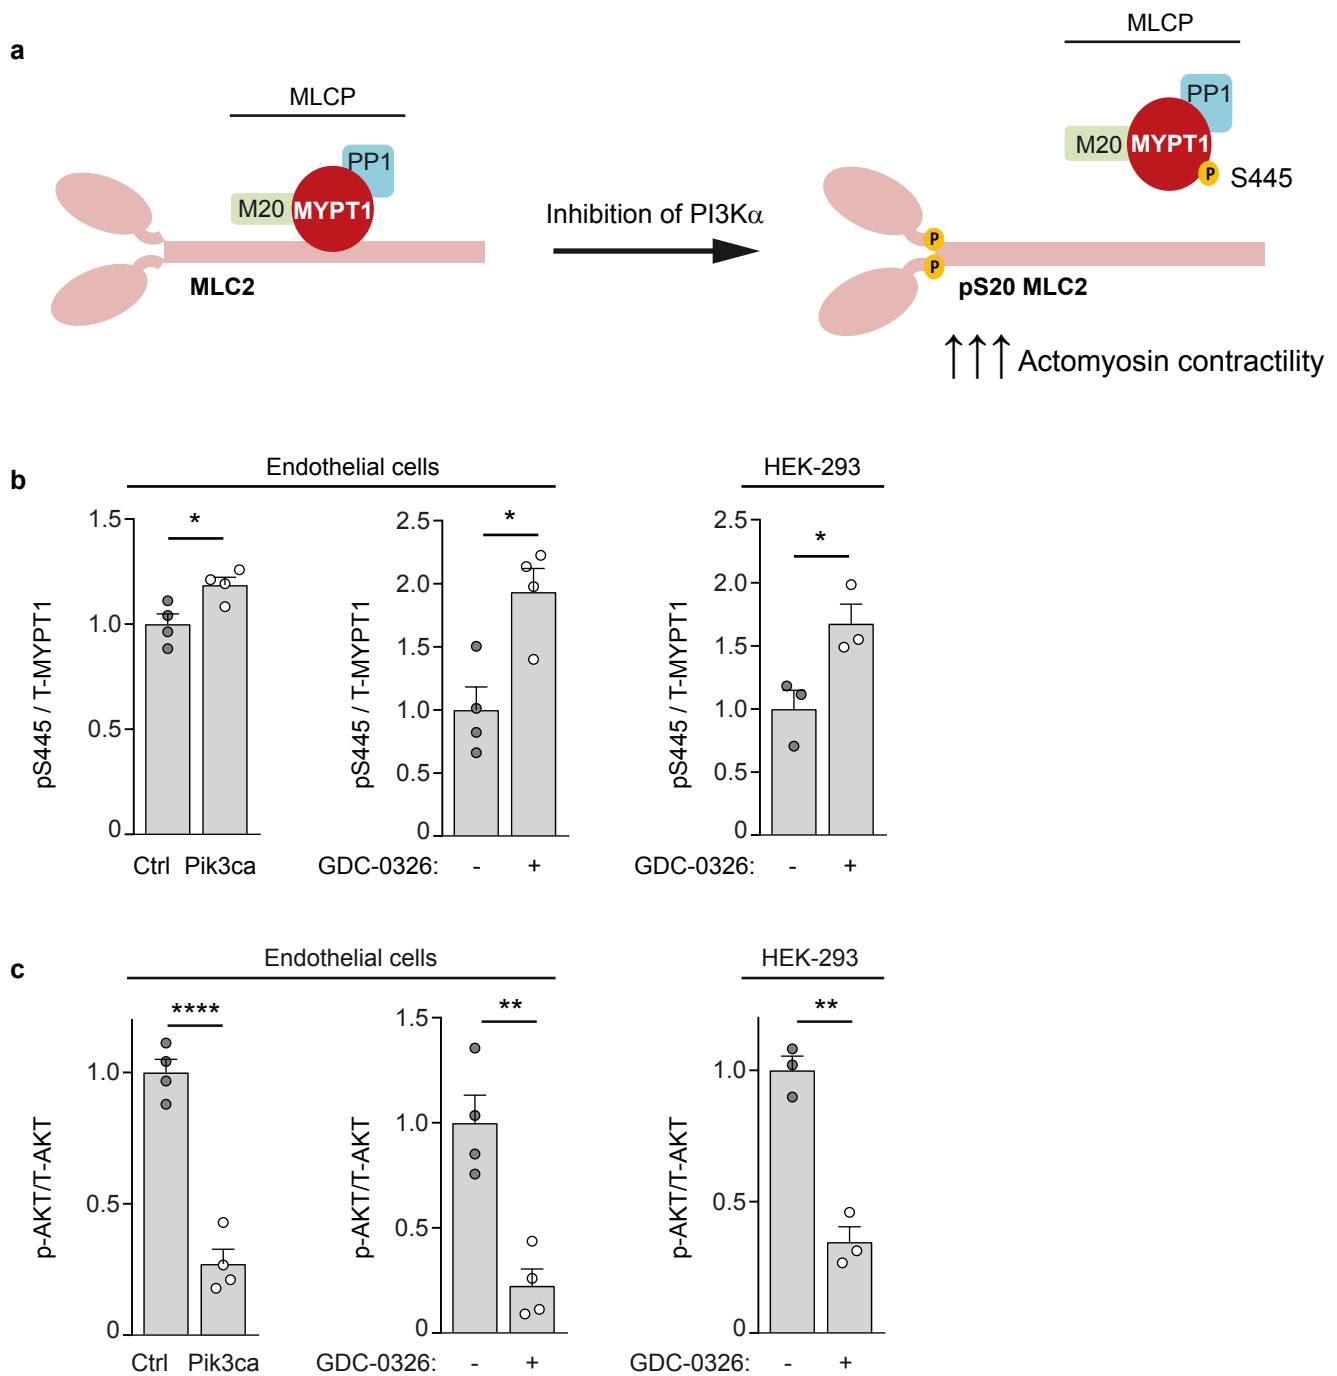 a
MLCP
PP1
M20
MYPT1
MLC2
Inhibition of PI3Kα
MLCP
PP1
M20
MYPT1
P
S445
P
P
pS20 MLC2
↑↑↑ Actomyosin contractility
b
Endothelial cells
HEK-293
pS445 / T-MYPT1
1.5
1.0
0.5
0
*
Ctrl Pik3ca
pS445 / T-MYPT1
2.5
2.0
1.5
1.0
0.5
0
*
GDC-0326: - +
pS445 / T-MYPT1
2.5
2.0
1.5
1.0
0.5
0
*
GDC-0326: - +
c
Endothelial cells
HEK-293
p-AKT/T-AKT
1.0
0.5
0
****
Ctrl Pik3ca
p-AKT/T-AKT
1.5
1.0
0.5
0
**
GDC-0326: - +
p-AKT/T-AKT
1.0
0.5
0
**
GDC-0326: - +